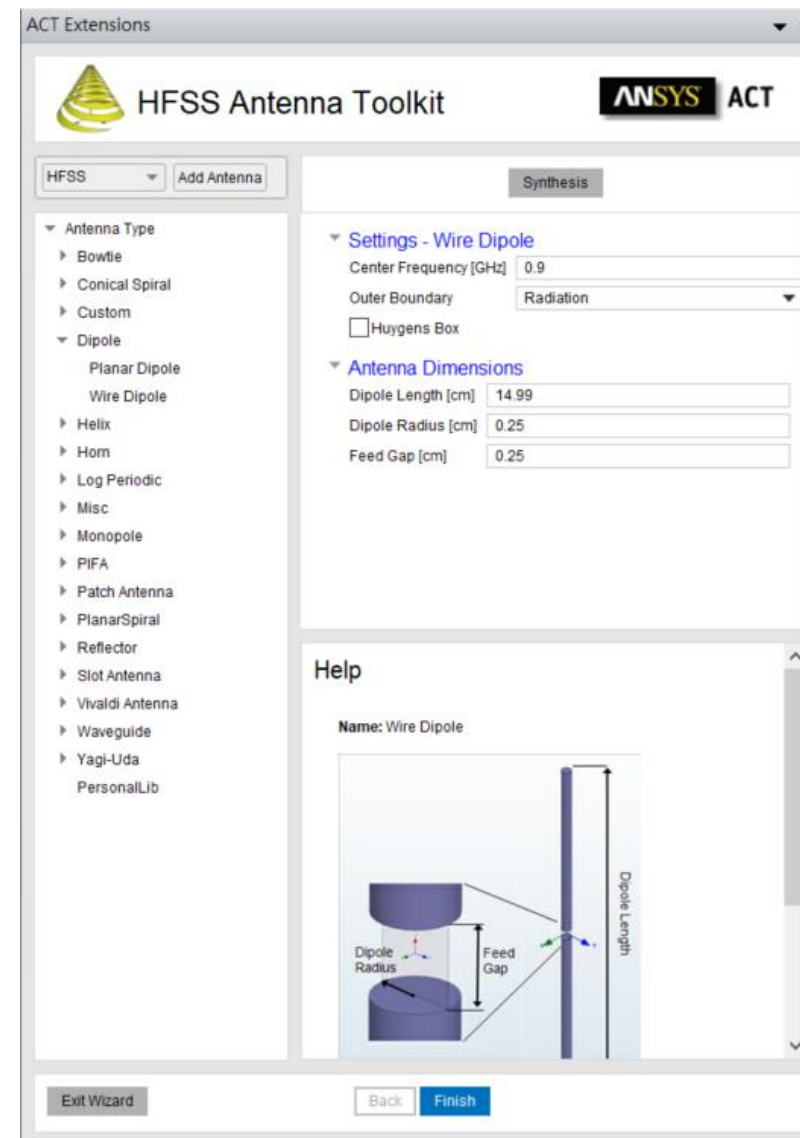 ACT Extensions
HFSS Antenna Toolkit
ANSYS ACT
HFSS
Add Antenna
Synthesis
Antenna Type
Bowtie
Conical Spiral
Custom
Dipole
Planar Dipole
Wire Dipole
Helix
Horn
Log Periodic
Misc
Monopole
PIFA
Patch Antenna
PlanarSpiral
Reflector
Slot Antenna
Vivaldi Antenna
Waveguide
Yagi-Uda
PersonalLib
Settings - Wire Dipole
Center Frequency [GHz] 0.9
Outer Boundary Radiation
Huygens Box
Antenna Dimensions
Dipole Length [cm] 14.99
Dipole Radius [cm] 0.25
Feed Gap [cm] 0.25
Help
Name: Wire Dipole
Dipole
Radius
Feed
Gap
Dipole Length
Exit Wizard
Back
Finish